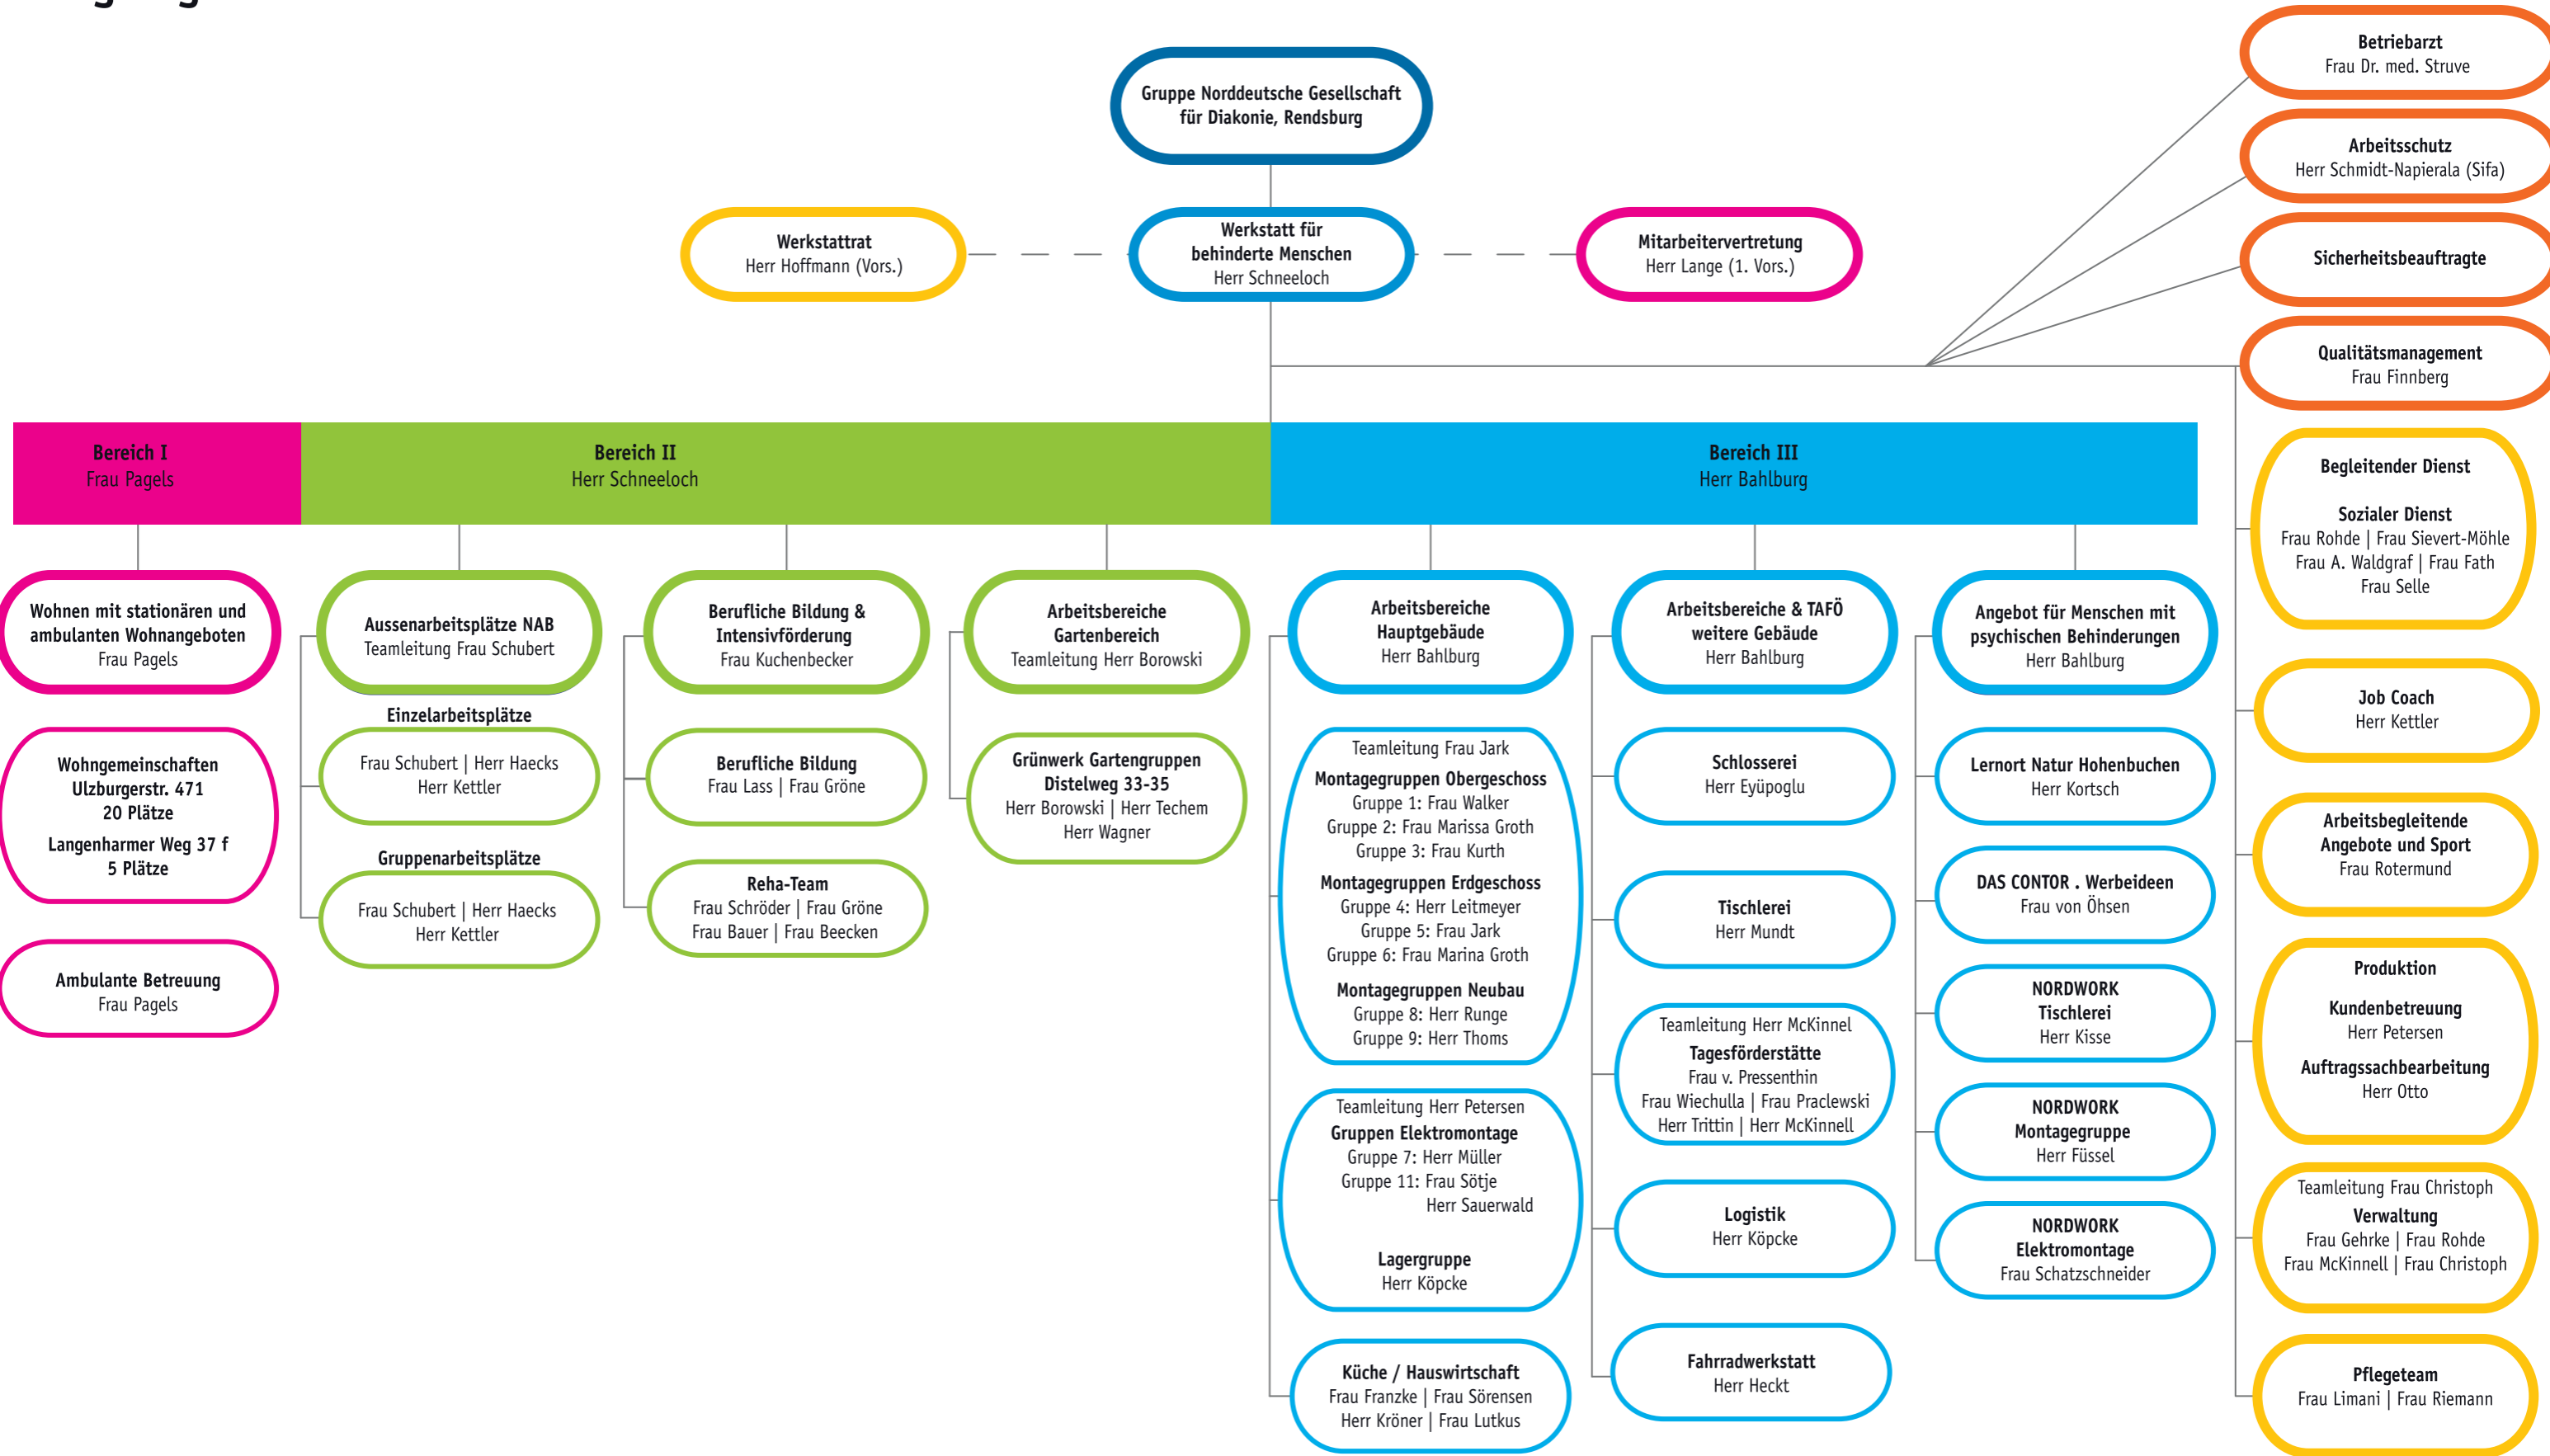 Gruppe Norddeutsche Gesellschaft
für Diakonie, Rendsburg
Werkstattrat
Herr Hoffmann (Vors.)
Werkstatt für
behinderte Menschen
Herr Schneeloch
Mitarbeitervertretung
Herr Lange (1. Vors.)
Betriebarzt
Frau Dr. med. Struve
Arbeitsschutz
Herr Schmidt-Napierala (Sifa)
Sicherheitsbeauftragte
Qualitätsmanagement
Frau Finnberg
Bereich I
Frau Pagels
Bereich II
Herr Schneeloch
Bereich III
Herr Bahlburg
Wohnen mit stationären und
ambulanten Wohnangeboten
Frau Pagels
Wohngemeinschaften
Ulzburgerstr. 471
20 Plätze
Langenharmer Weg 37 f
5 Plätze
Ambulante Betreuung
Frau Pagels
Aussenarbeitsplätze NAB
Teamleitung Frau Schubert
Einzelarbeitsplätze
Frau Schubert | Herr Haecks
Herr Kettler
Gruppenarbeitsplätze
Frau Schubert | Herr Haecks
Herr Kettler
Berufliche Bildung &
Intensivförderung
Frau Kuchenbecker
Berufliche Bildung
Frau Lass | Frau Gröne
Reha-Team
Frau Schröder | Frau Gröne
Frau Bauer | Frau Beecken
Arbeitsbereiche
Gartenbereich
Teamleitung Herr Borowski
Grünwerk Gartengruppen
Distelweg 33-35
Herr Borowski | Herr Techem
Herr Wagner
Arbeitsbereiche
Hauptgebäude
Herr Bahlburg
Teamleitung Frau Jark
Montagegruppen Obergeschoss
Gruppe 1: Frau Walker
Gruppe 2: Frau Marissa Groth
Gruppe 3: Frau Kurth
Montagegruppen Erdgeschoss
Gruppe 4: Herr Leitmeyer
Gruppe 5: Frau Jark
Gruppe 6: Frau Marina Groth
Montagegruppen Neubau
Gruppe 8: Herr Runge
Gruppe 9: Herr Thoms
Teamleitung Herr Petersen
Gruppen Elektromontage
Gruppe 7: Herr Müller
Gruppe 11: Frau Sötje
Herr Sauerwald
Lagergruppe
Herr Köpcke
Küche / Hauswirtschaft
Frau Franzke | Frau Sörensen
Herr Kröner | Frau Lutkus
Arbeitsbereiche & TAFÖ
weitere Gebäude
Herr Bahlburg
Schlosserei
Herr Eyüpoglu
Tischlerei
Herr Mundt
Teamleitung Herr McKinnel
Tagesförderstätte
Frau v. Pressenthin
Frau Wiechulla | Frau Praclewski
Herr Trittin | Herr McKinnell
Logistik
Herr Köpcke
Fahrradwerkstatt
Herr Heckt
Angebot für Menschen mit
psychischen Behinderungen
Herr Bahlburg
Lernort Natur Hohenbuchen
Herr Kortsch
DAS CONTOR . Werbeideen
Frau von Öhsen
NORDWORK
Tischlerei
Herr Kisse
NORDWORK
Montagegruppe
Herr Füssel
NORDWORK
Elektromontage
Frau Schatzschneider
Begleitender Dienst
Sozialer Dienst
Frau Rohde | Frau Sievert-Möhle
Frau A. Waldgraf | Frau Fath
Frau Selle
Job Coach
Herr Kettler
Arbeitsbegleitende
Angebote und Sport
Frau Rotermund
Produktion
Kundenbetreuung
Herr Petersen
Auftragssachbearbeitung
Herr Otto
Teamleitung Frau Christoph
Verwaltung
Frau Gehrke | Frau Rohde
Frau McKinnell | Frau Christoph
Pflegeteam
Frau Limani | Frau Riemann